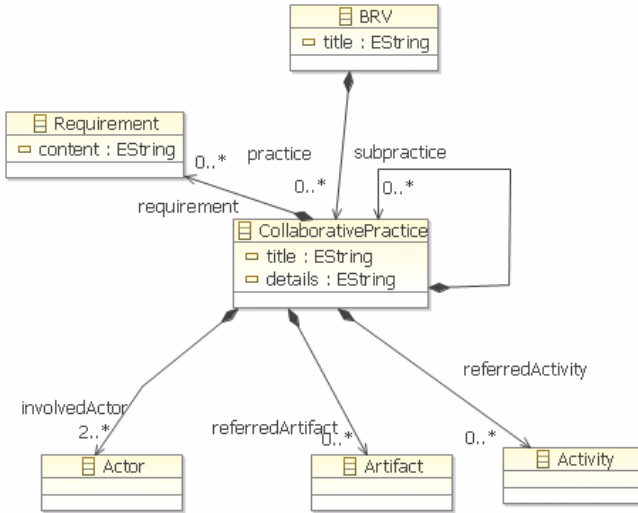 BRV
title : EString
Requirement
content : EString
0..*
practice
subpractice
0..*
0..*
requirement
CollaborativePractice
title : EString
details : EString
referredActivity
involvedActor
2..*
referredArtifact
0..*
0..*
Actor
Artifact
Activity